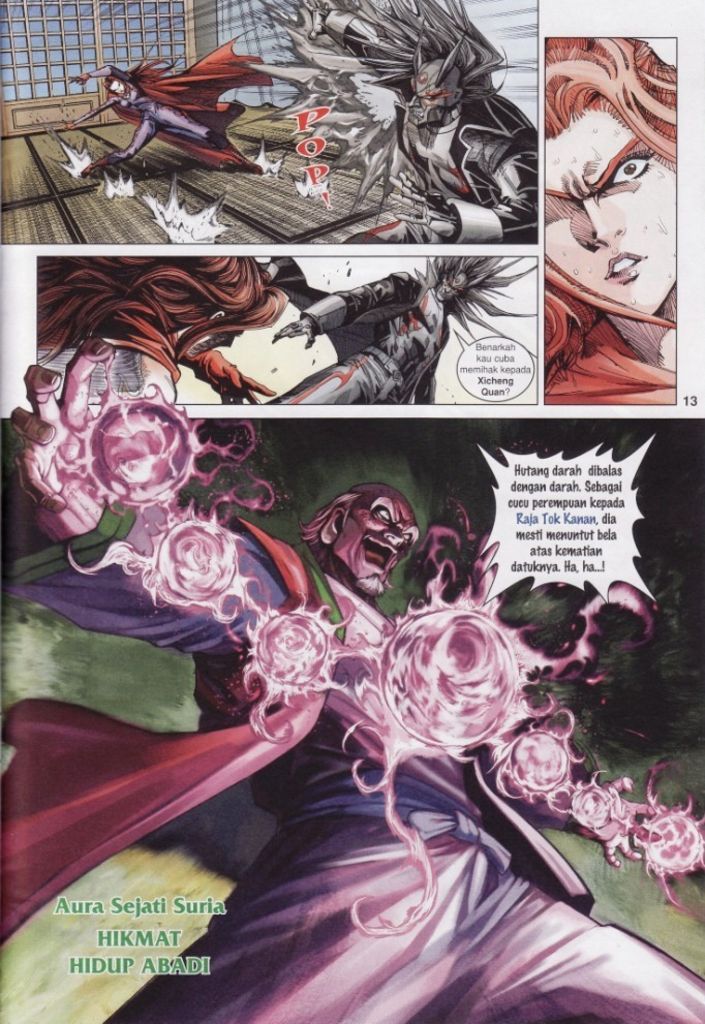 POP!
Benarkah
kau cuba
memihak kepada
Xicheng
Quan?
13
Hutang darah dibalas
dengan darah. Sebagai
cucu perempuan kepada
Raja Tok Kanan, dia
mesti menuntut bela
atas kematian
datuknya. Ha, ha...!
Aura Sejati Suria
HIKMAT
HIDUP ABADI